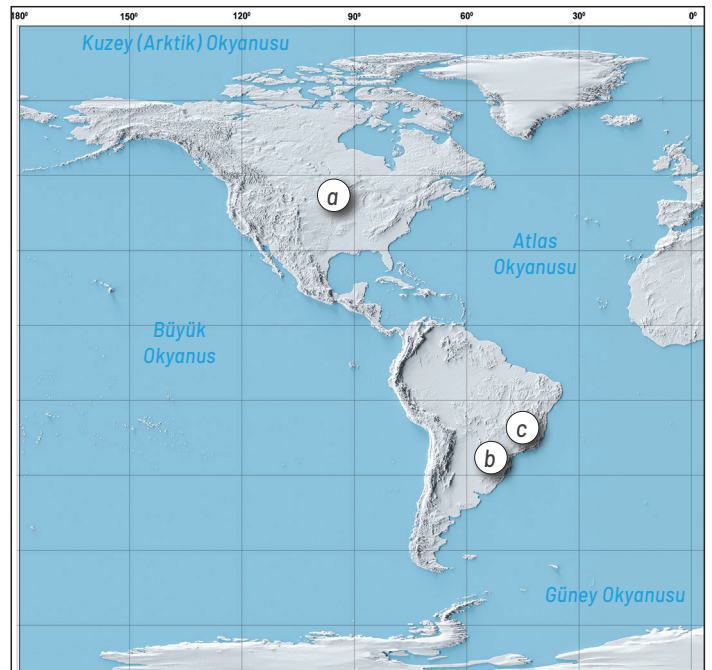 180° 150° 120° 90° 60° 30° 0°
Kuzey (Arktik) Okyanusu
a
Atlas
Okyanusu
Büyük
Okyanus
c
b
Güney Okyanusu